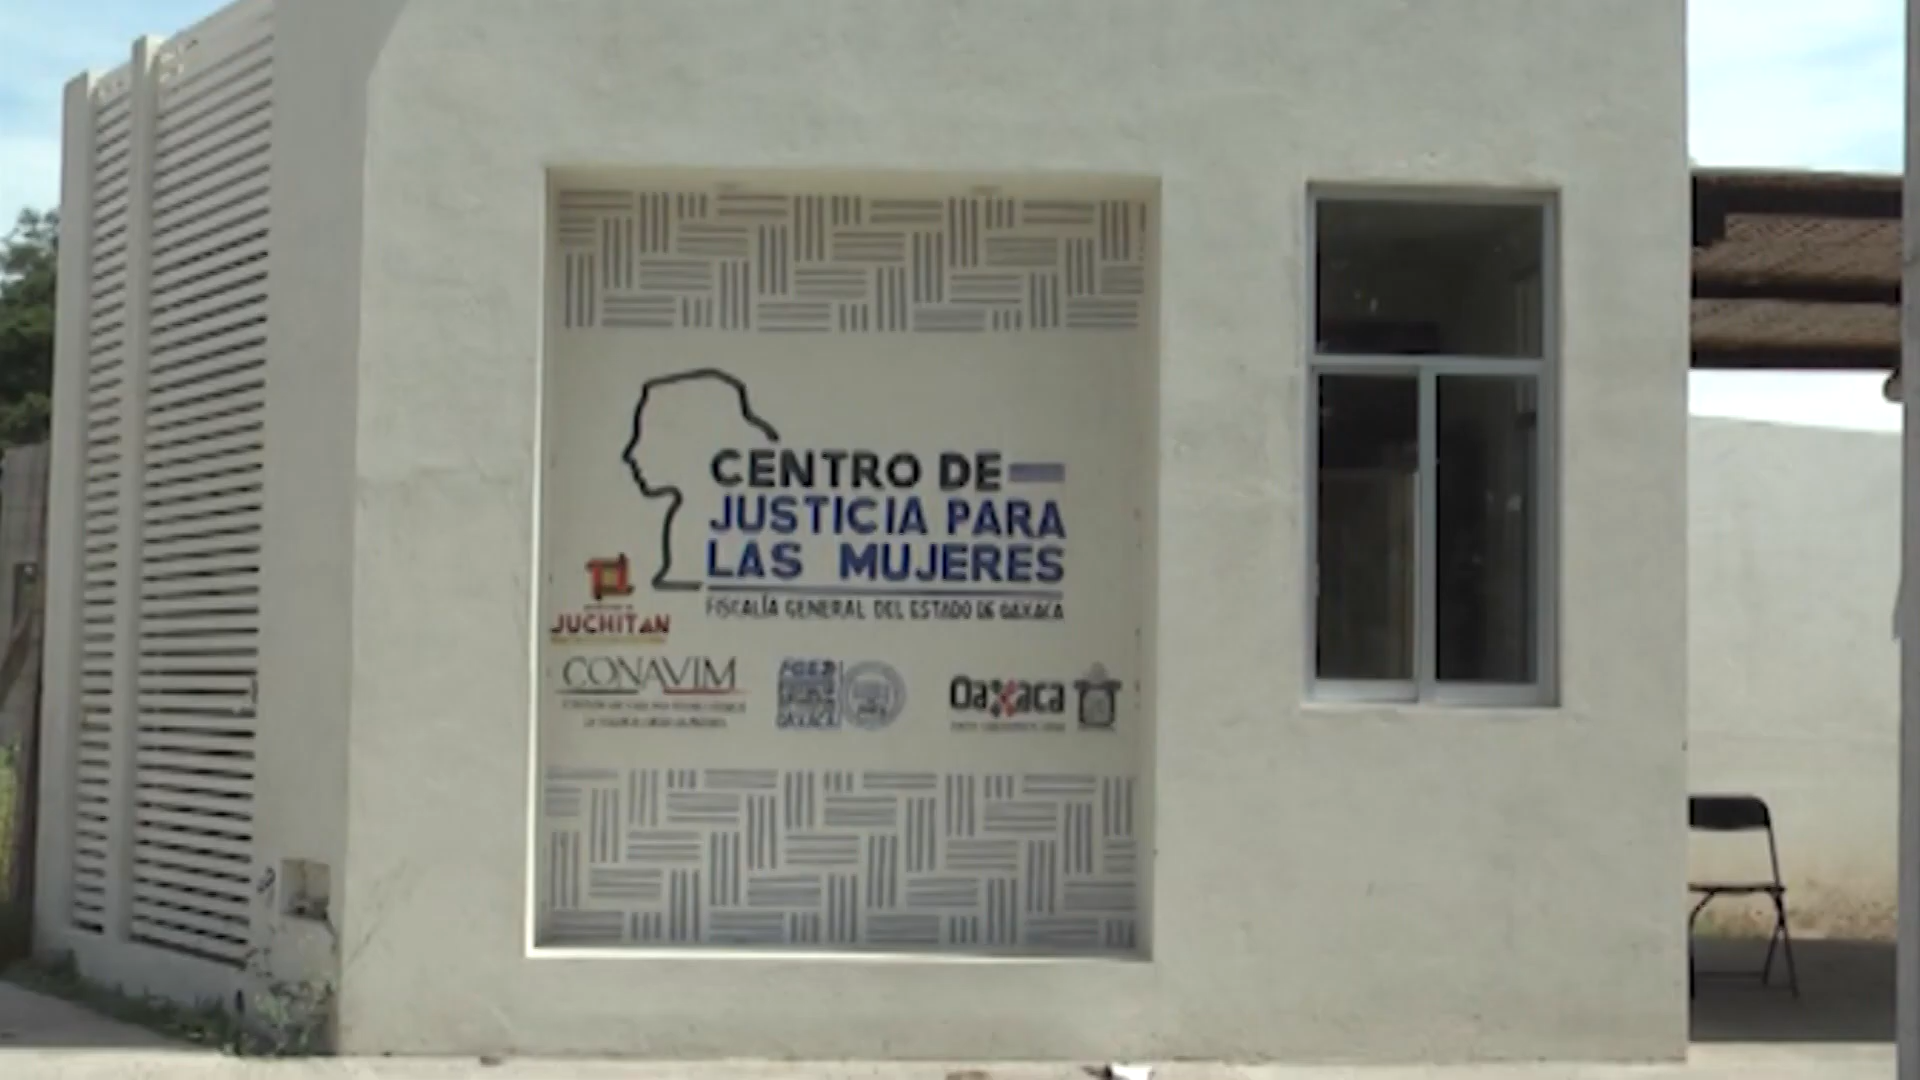 CENTRO DE
JUSTICIA PARA
LAS MUJERES
FISCALÍA GENERAL DEL ESTADO DE OAXACA
JUCHITAN
CONAVIM
Oaxaca